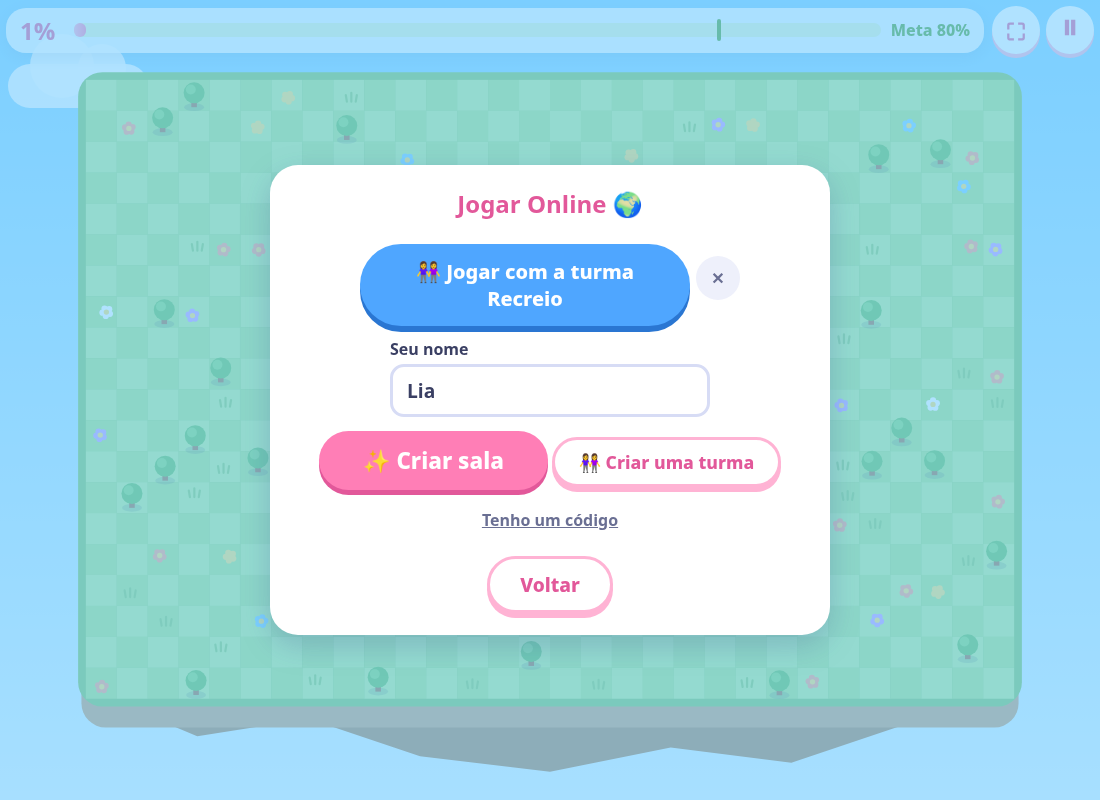 1%
Meta 80%
Jogar Online 🌍
👭 Jogar com a turma
Recreio
×
Seu nome
Lia
✨ Criar sala
👭 Criar uma turma
Tenho um código
Voltar